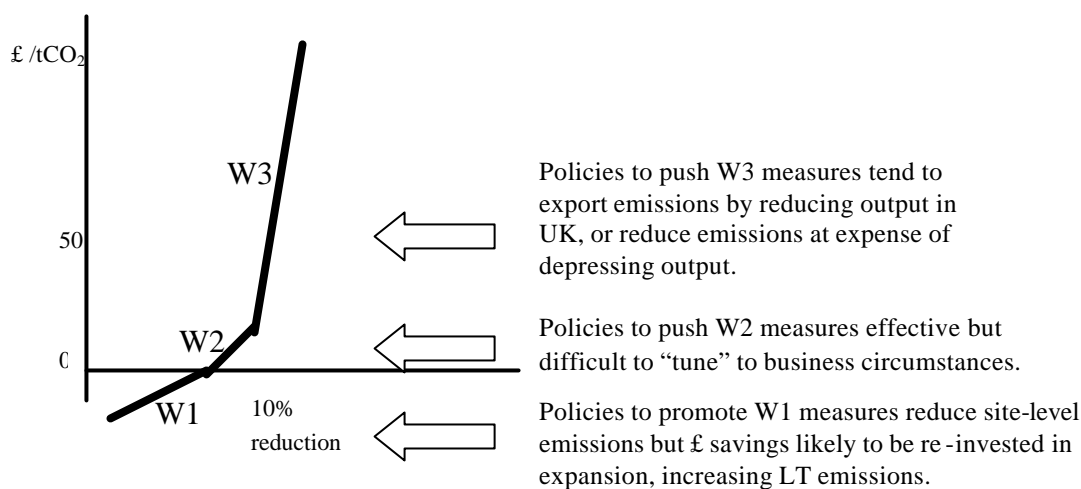 £ /tCO₂
W3
Policies to push W3 measures tend to
export emissions by reducing output in
UK, or reduce emissions at expense of
depressing output.
50
W2
Policies to push W2 measures effective but
difficult to “tune” to business circumstances.
0
W1
10%
reduction
Policies to promote W1 measures reduce site-level
emissions but £ savings likely to be re-invested in
expansion, increasing LT emissions.